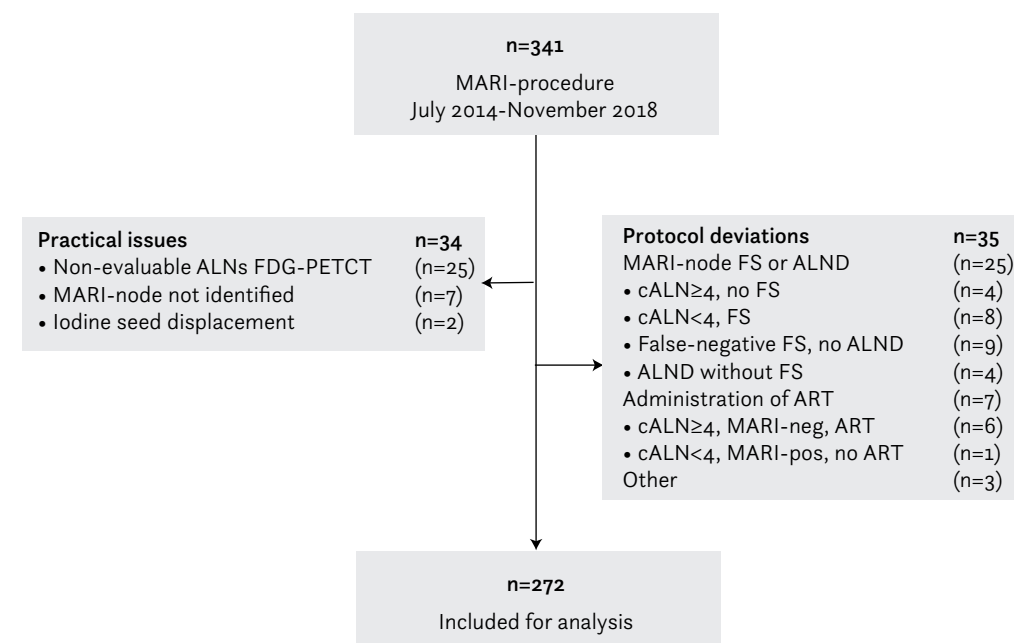 n=341
MARI-procedure
July 2014-November 2018
Practical issues n=34
• Non-evaluable ALNs FDG-PETCT (n=25)
• MARI-node not identified (n=7)
• Iodine seed displacement (n=2)
Protocol deviations n=35
MARI-node FS or ALND (n=25)
• cALN≥4, no FS (n=4)
• cALN<4, FS (n=8)
• False-negative FS, no ALND (n=9)
• ALND without FS (n=4)
Administration of ART (n=7)
• cALN≥4, MARI-neg, ART (n=6)
• cALN<4, MARI-pos, no ART (n=1)
Other (n=3)
n=272
Included for analysis